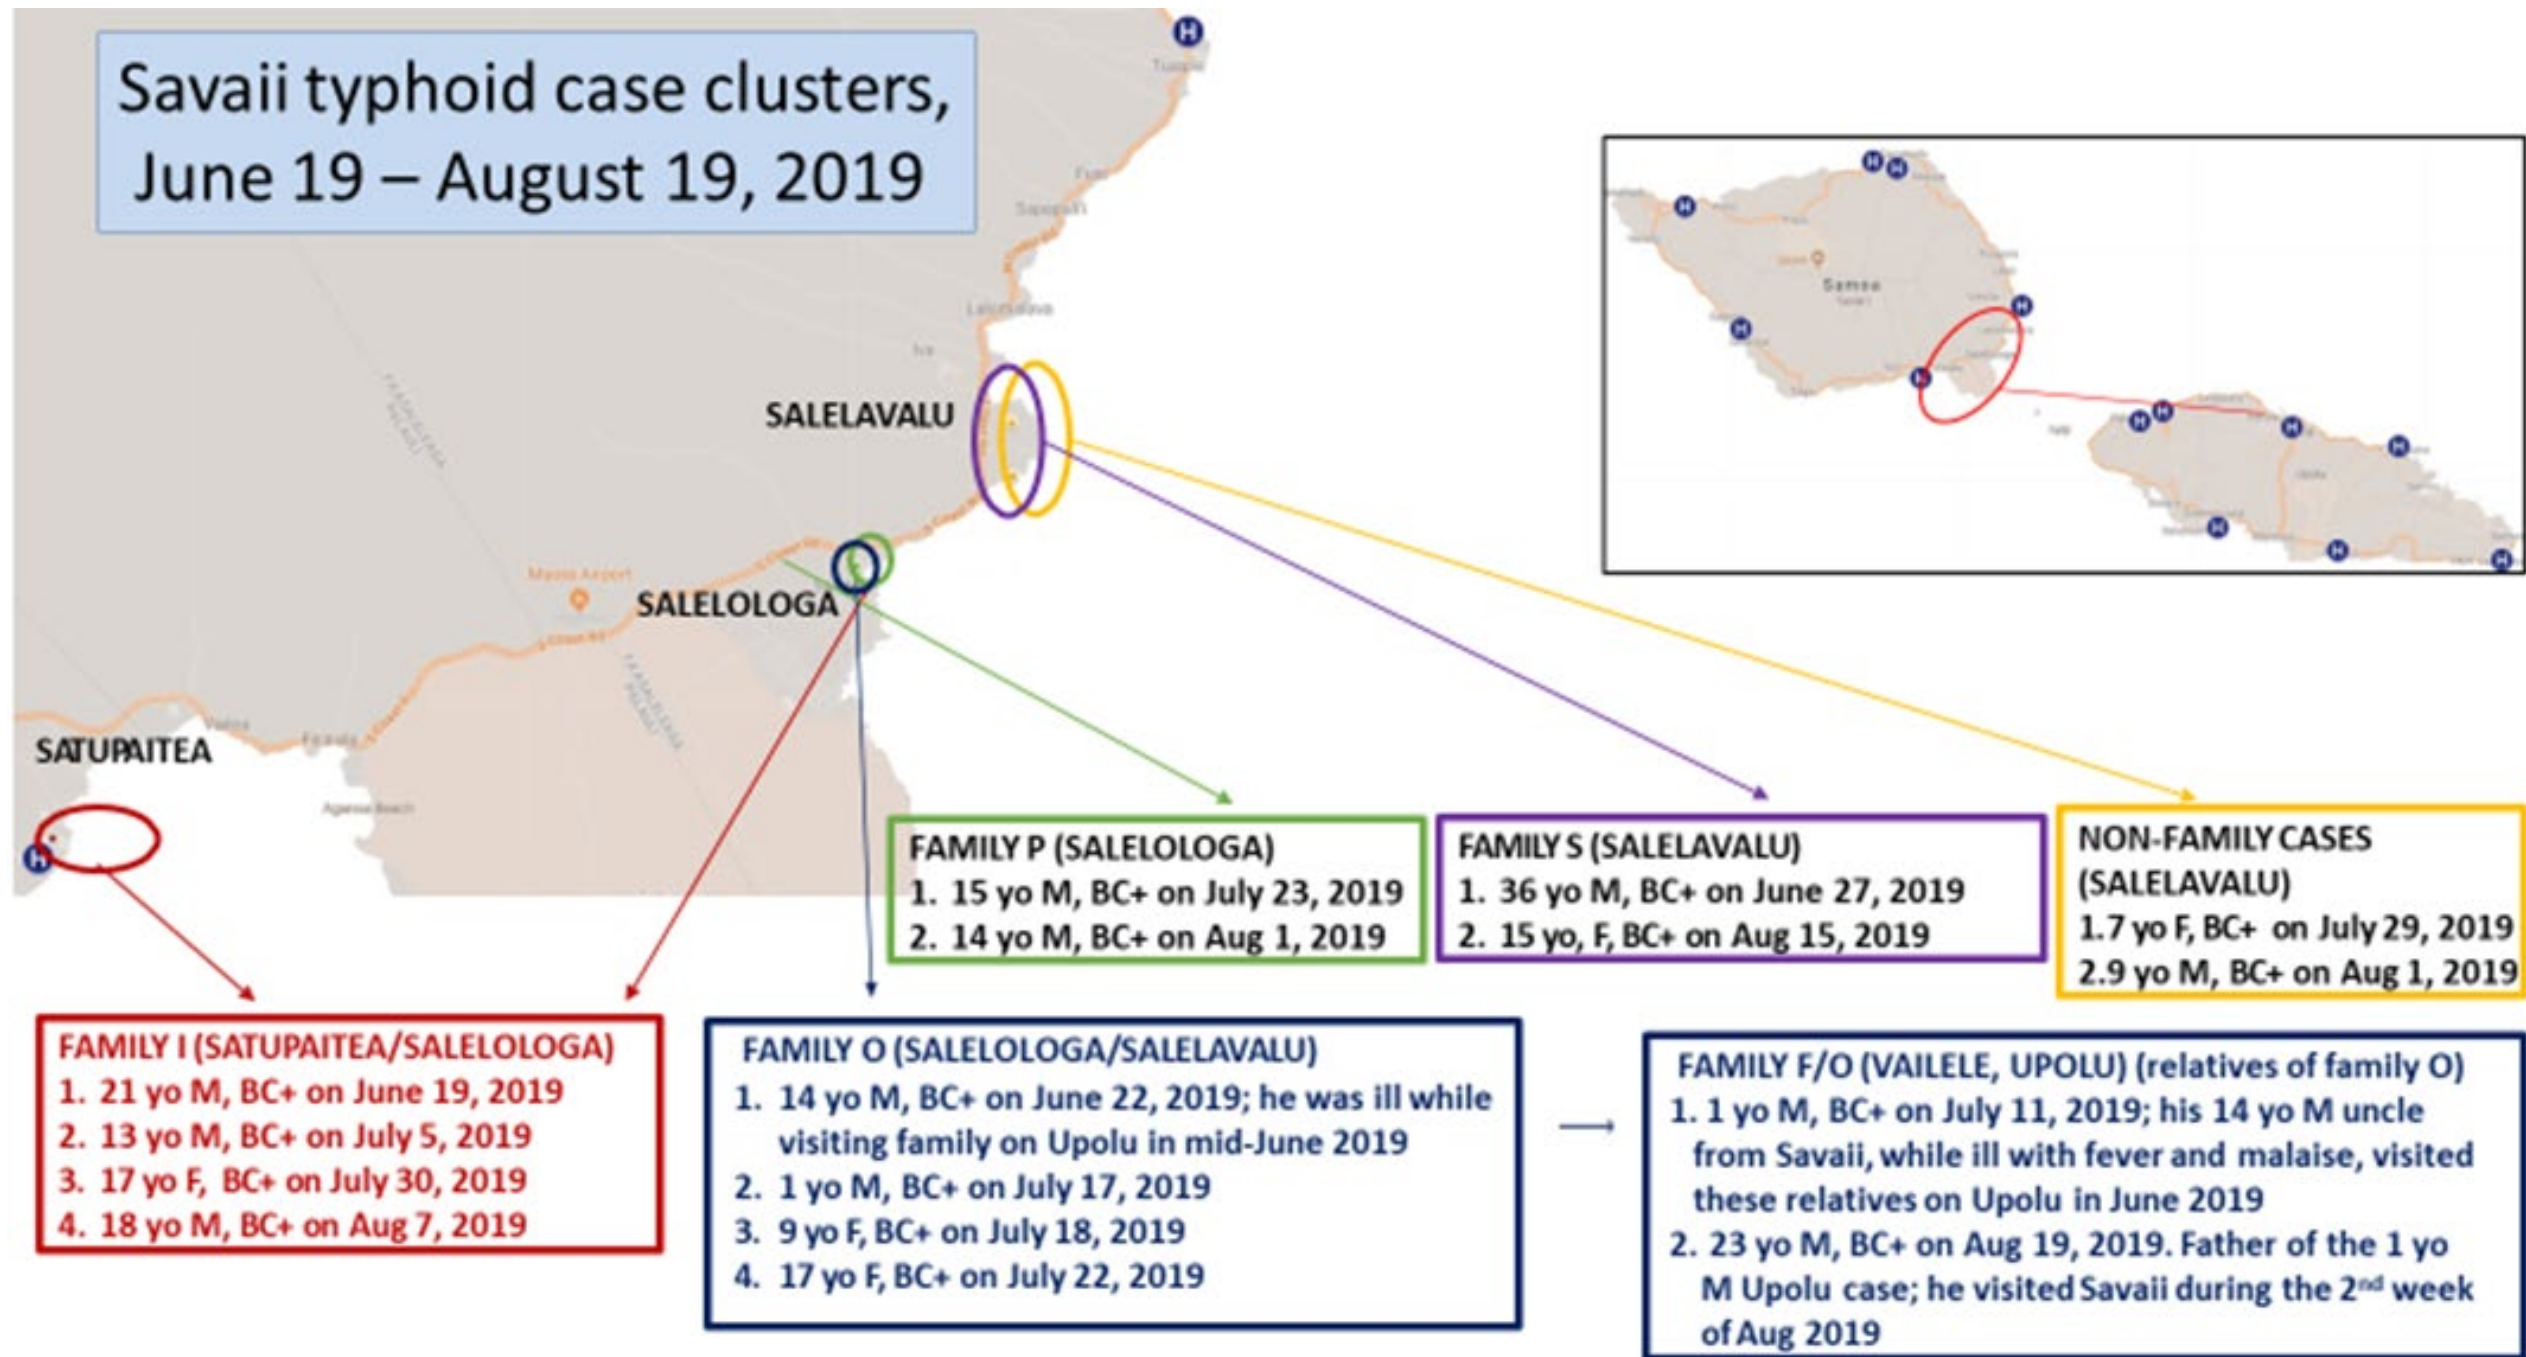 Savaii typhoid case clusters,
June 19 – August 19, 2019
H
H
H
H
H
H
H
H
H
H
H
H
H
H
Samoa
Iva
SALELAVALU
Maota Airport
SALELOLOGA
SATUPAITEA
H
FAMILY P (SALELOLOGA)
1. 15 yo M, BC+ on July 23, 2019
2. 14 yo M, BC+ on Aug 1, 2019
FAMILY S (SALELAVALU)
1. 36 yo M, BC+ on June 27, 2019
2. 15 yo, F, BC+ on Aug 15, 2019
NON-FAMILY CASES
(SALELAVALU)
1.7 yo F, BC+ on July 29, 2019
2.9 yo M, BC+ on Aug 1, 2019
FAMILY I (SATUPAITEA/SALELOLOGA)
1. 21 yo M, BC+ on June 19, 2019
2. 13 yo M, BC+ on July 5, 2019
3. 17 yo F, BC+ on July 30, 2019
4. 18 yo M, BC+ on Aug 7, 2019
FAMILY O (SALELOLOGA/SALELAVALU)
1. 14 yo M, BC+ on June 22, 2019; he was ill while
visiting family on Upolu in mid-June 2019
2. 1 yo M, BC+ on July 17, 2019
3. 9 yo F, BC+ on July 18, 2019
4. 17 yo F, BC+ on July 22, 2019
FAMILY F/O (VAILELE, UPOLU) (relatives of family O)
1. 1 yo M, BC+ on July 11, 2019; his 14 yo M uncle
from Savaii, while ill with fever and malaise, visited
these relatives on Upolu in June 2019
2. 23 yo M, BC+ on Aug 19, 2019. Father of the 1 yo
M Upolu case; he visited Savaii during the 2nd week
of Aug 2019